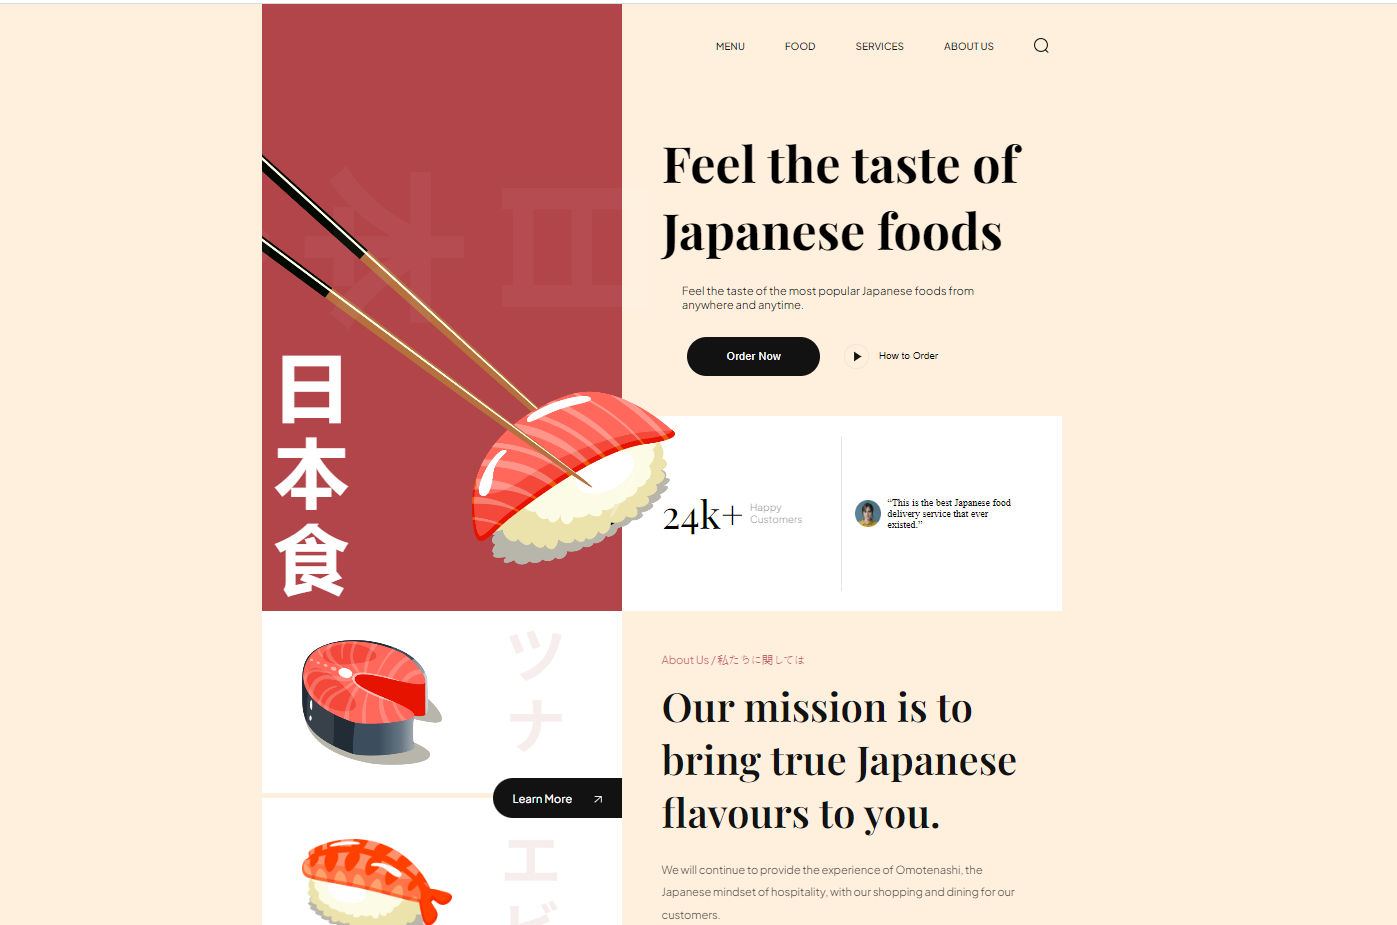 MENU FOOD SERVICES ABOUT US
Feel the taste of
Japanese foods
Feel the taste of the most popular Japanese foods from
anywhere and anytime.
Order Now
How to Order
日
本
食
24k+
Happy
Customers
“This is the best Japanese food
delivery service that ever
existed.”
ツ
ナ
Learn More
エ
ビ
About Us / 私たちに関しては
Our mission is to
bring true Japanese
flavours to you.
We will continue to provide the experience of Omotenashi, the
Japanese mindset of hospitality, with our shopping and dining for our
customers.